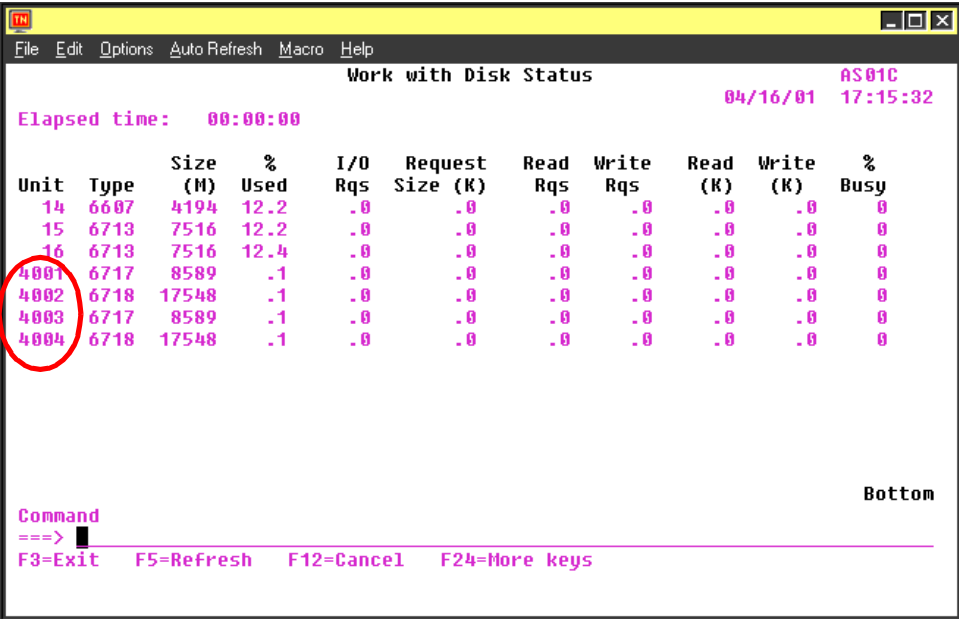 TN
File Edit Options Auto Refresh Macro Help
Work with Disk Status AS01C
04/16/01 17:15:32
Elapsed time: 00:00:00
Size % I/O Request Read Write Read Write %
Unit Type (M) Used Rqs Size (K) Rqs Rqs (K) (K) Busy
14 6607 4194 12.2 .0 .0 .0 .0 .0 .0 0
15 6713 7516 12.2 .0 .0 .0 .0 .0 .0 0
16 6713 7516 12.4 .0 .0 .0 .0 .0 .0 0
4001 6717 8589 .1 .0 .0 .0 .0 .0 .0 0
4002 6718 17548 .1 .0 .0 .0 .0 .0 .0 0
4003 6717 8589 .1 .0 .0 .0 .0 .0 .0 0
4004 6718 17548 .1 .0 .0 .0 .0 .0 .0 0
Bottom
Command
===>
F3=Exit F5=Refresh F12=Cancel F24=More keys